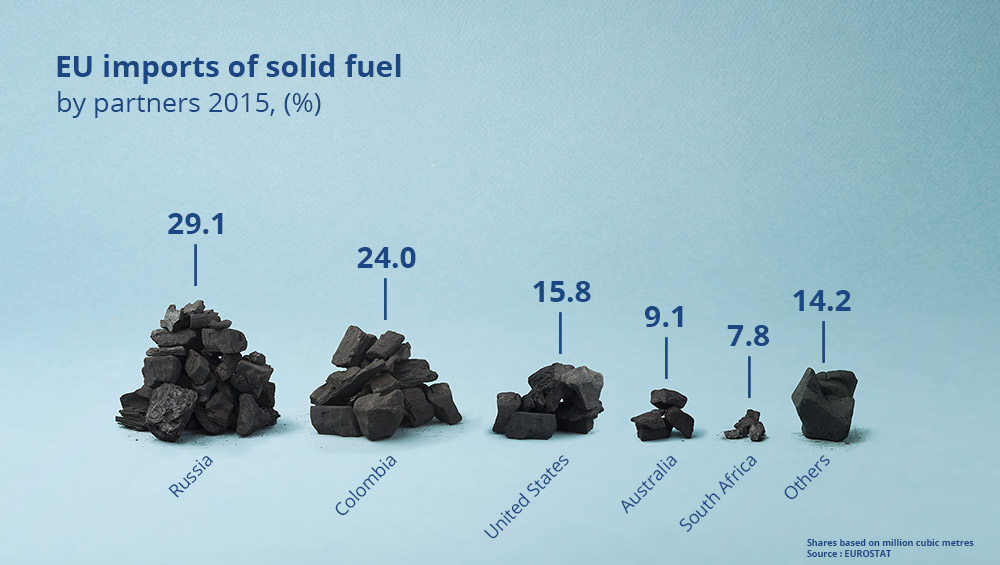 EU imports of solid fuel
by partners 2015, (%)
29.1
24.0
15.8
9.1
7.8
14.2
Russia
Colombia
United States
Australia
South Africa
Others
Shares based on million cubic metres
Source : EUROSTAT